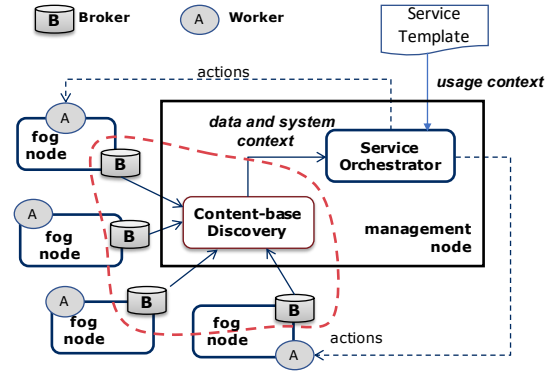 B Broker
A Worker
Service
Template
actions
usage context
A
fog
node
B
data and system
context
Service
Orchestrator
A
fog
node
B
Content-base
Discovery
management
node
A
fog
node
B
B
fog
node
A
actions